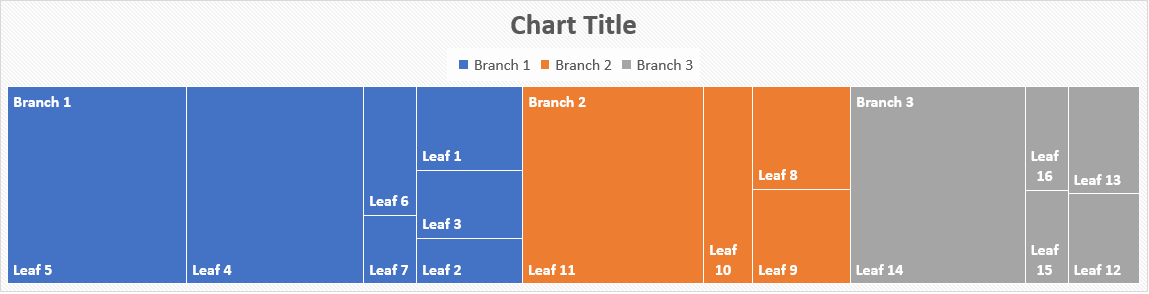 Chart Title
Branch 1 Branch 2 Branch 3
Branch 1
Leaf 5
Leaf 4
Leaf 6
Leaf 7
Leaf 1
Leaf 3
Leaf 2
Branch 2
Leaf 11
Leaf
10
Leaf 8
Leaf 9
Branch 3
Leaf 14
Leaf
16
Leaf
15
Leaf 13
Leaf 12